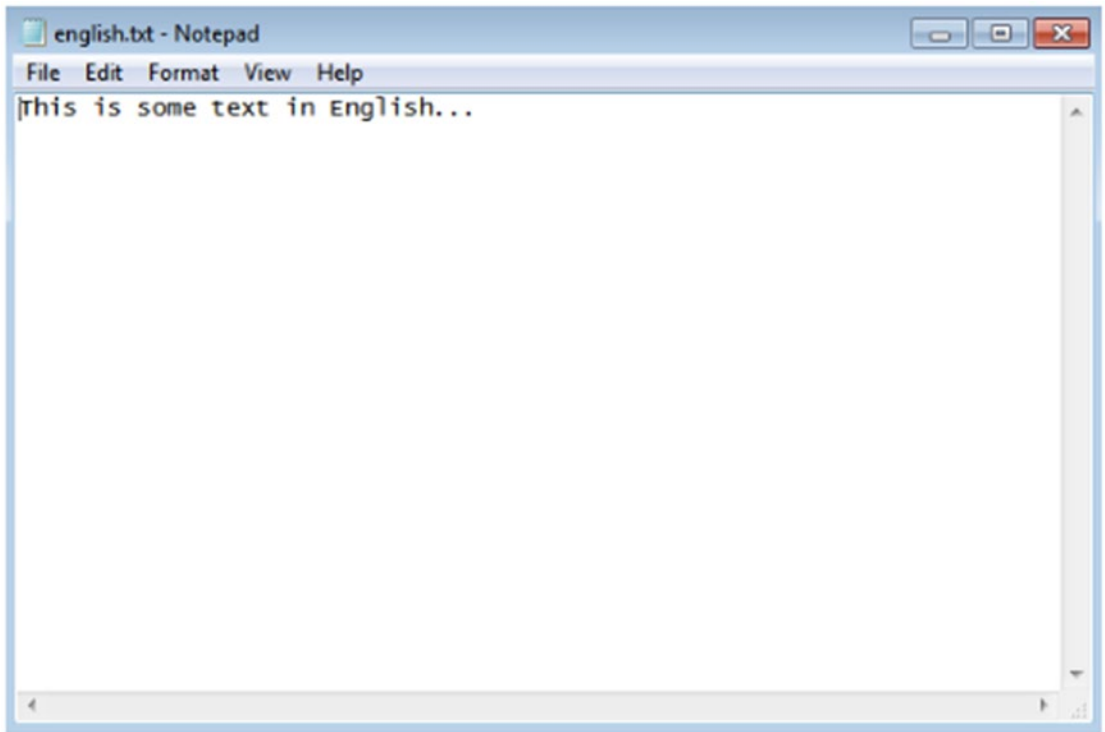 english.txt - Notepad
File Edit Format View Help
This is some text in English...